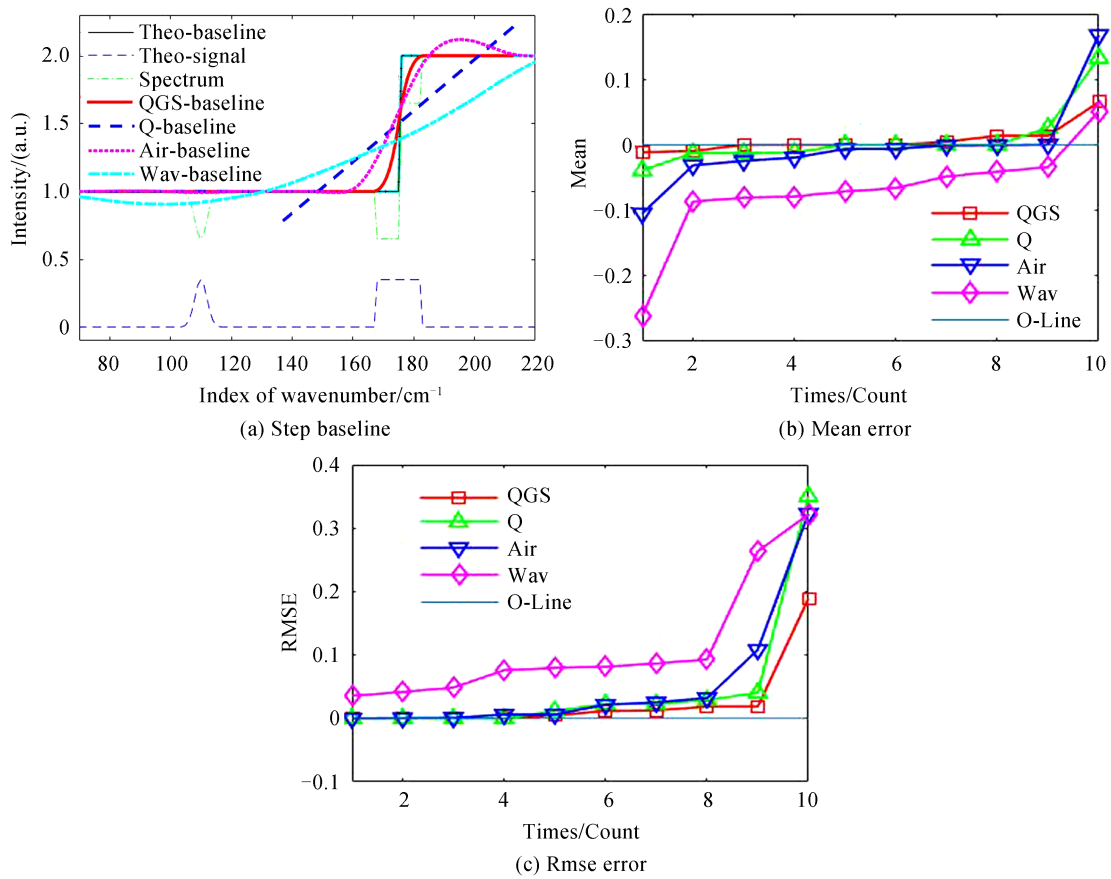 Theo-baseline
Theo-signal
Spectrum
QGS-baseline
Q-baseline
Air-baseline
Wav-baseline
Intensity/(a.u.)
2.0
1.5
1.0
0.5
0
80 100 120 140 160 180 200 220
Index of wavenumber/cm⁻¹
(a) Step baseline
Mean
0.2
0.1
0
−0.1
−0.2
−0.3
QGS
Q
Air
Wav
O-Line
2 4 6 8 10
Times/Count
(b) Mean error
RMSE
0.4
0.3
0.2
0.1
0
−0.1
QGS
Q
Air
Wav
O-Line
2 4 6 8 10
Times/Count
(c) Rmse error